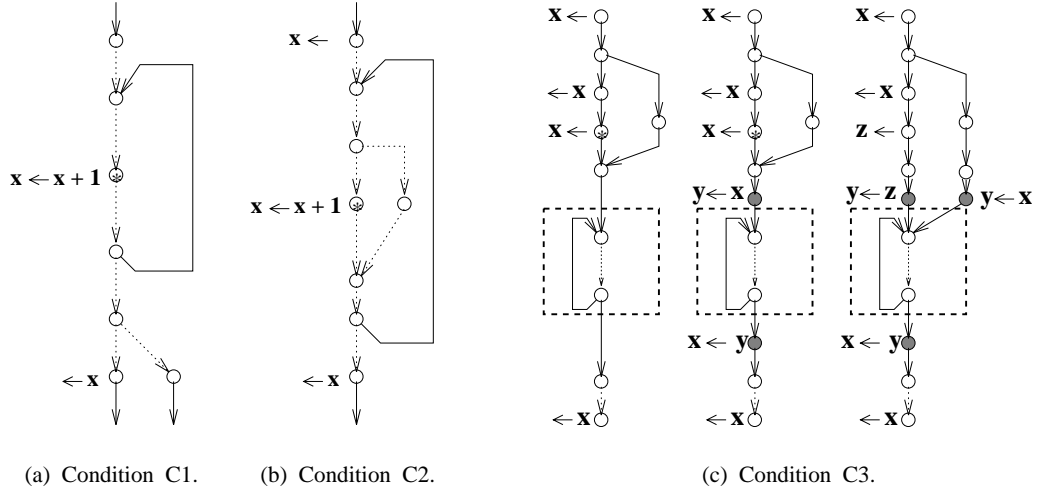 x ←
← x
x ← x + 1 *
(a) Condition C1.
x ←
x ← x + 1 *
← x
(b) Condition C2.
x ←
← x
x ← *
← x
x ←
← x
x ← *
y ← x
x ← y
← x
x ←
← x
z ←
y ← z
y ← x
x ← y
← x
(c) Condition C3.